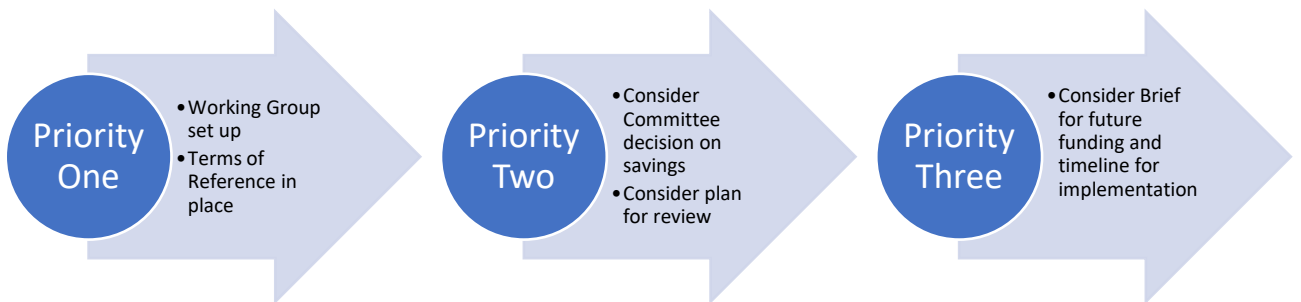 Priority
One
•Working Group
set up
•Terms of
Reference in
place
Priority
Two
•Consider
Committee
decision on
savings
•Consider plan
for review
Priority
Three
•Consider Brief
for future
funding and
timeline for
implementation